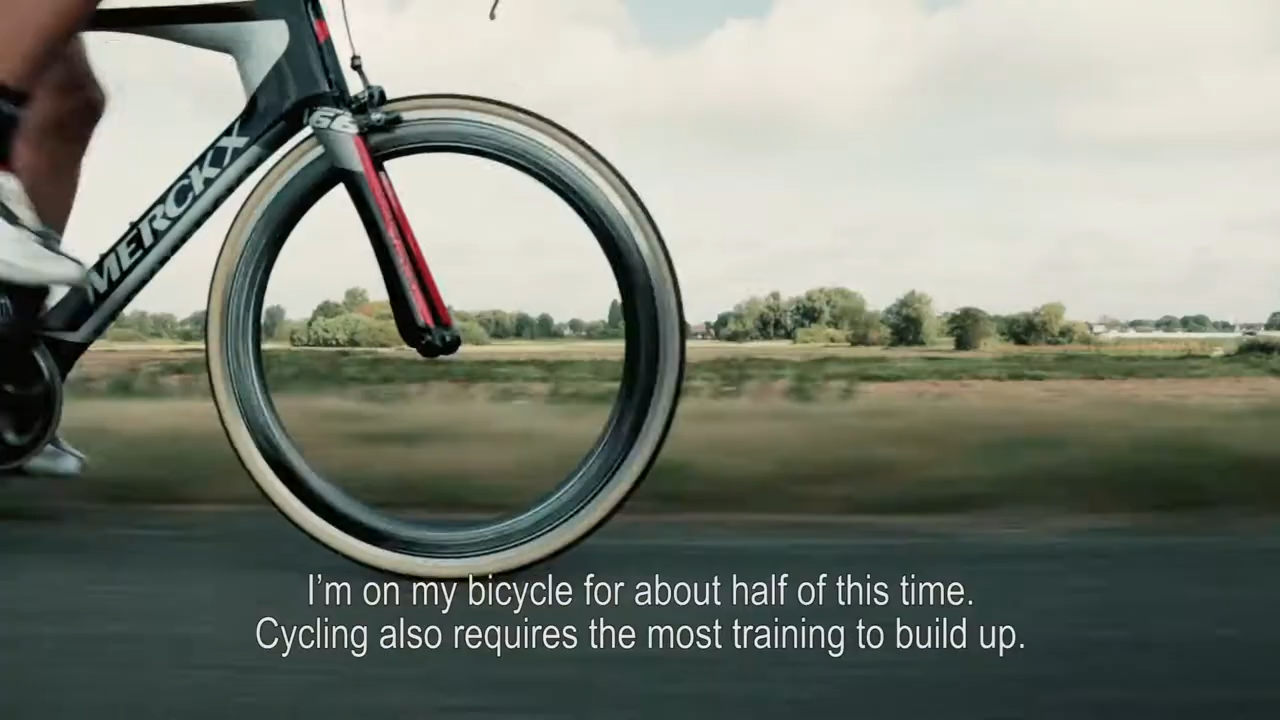 MERCKX
66
I'm on my bicycle for about half of this time.
Cycling also requires the most training to build up.